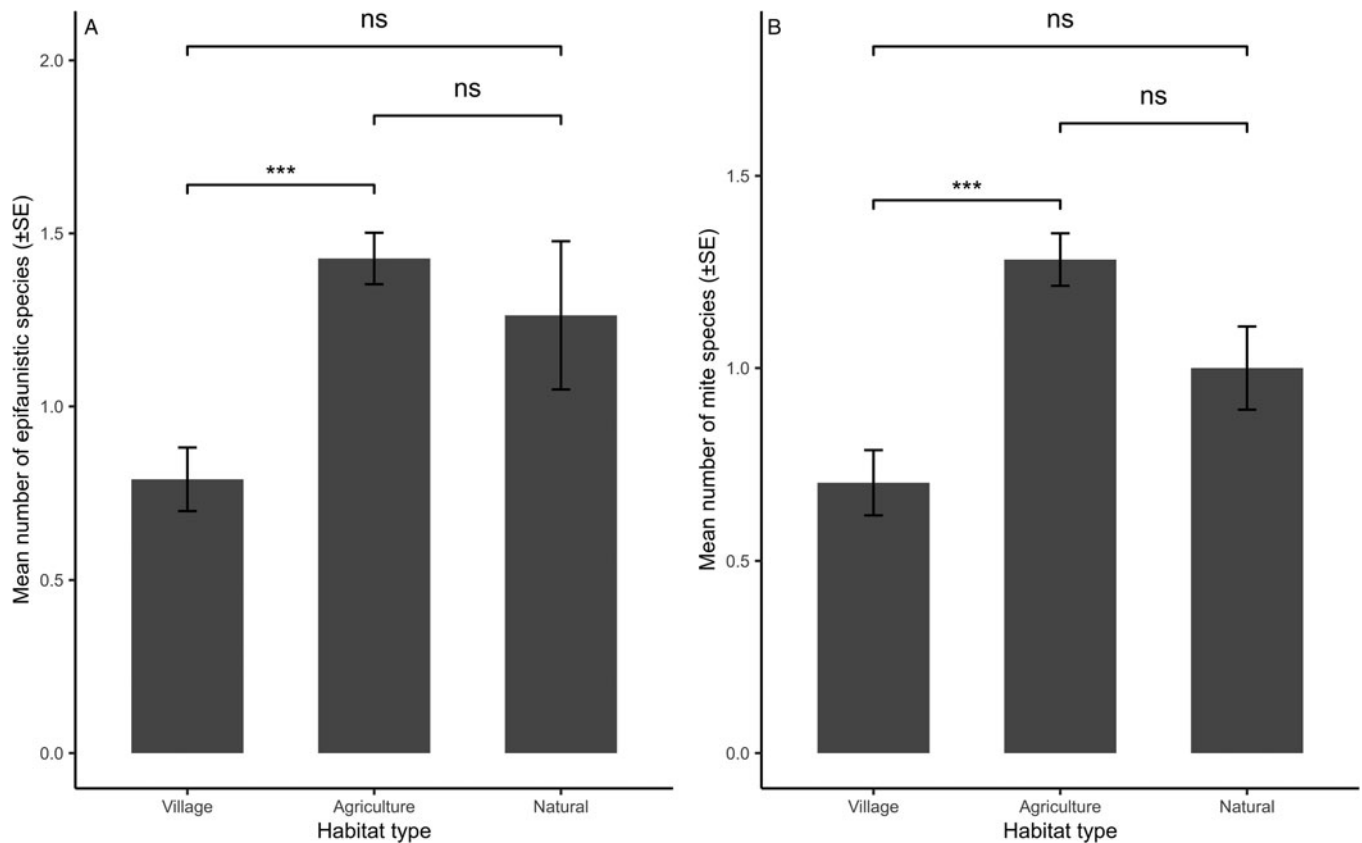 A
ns
ns
***
2.0
1.5
1.0
0.5
0.0
Mean number of epifaunistic species (±SE)
Village
Agriculture
Natural
Habitat type
B
ns
ns
***
1.5
1.0
0.5
0.0
Mean number of mite species (±SE)
Village
Agriculture
Natural
Habitat type